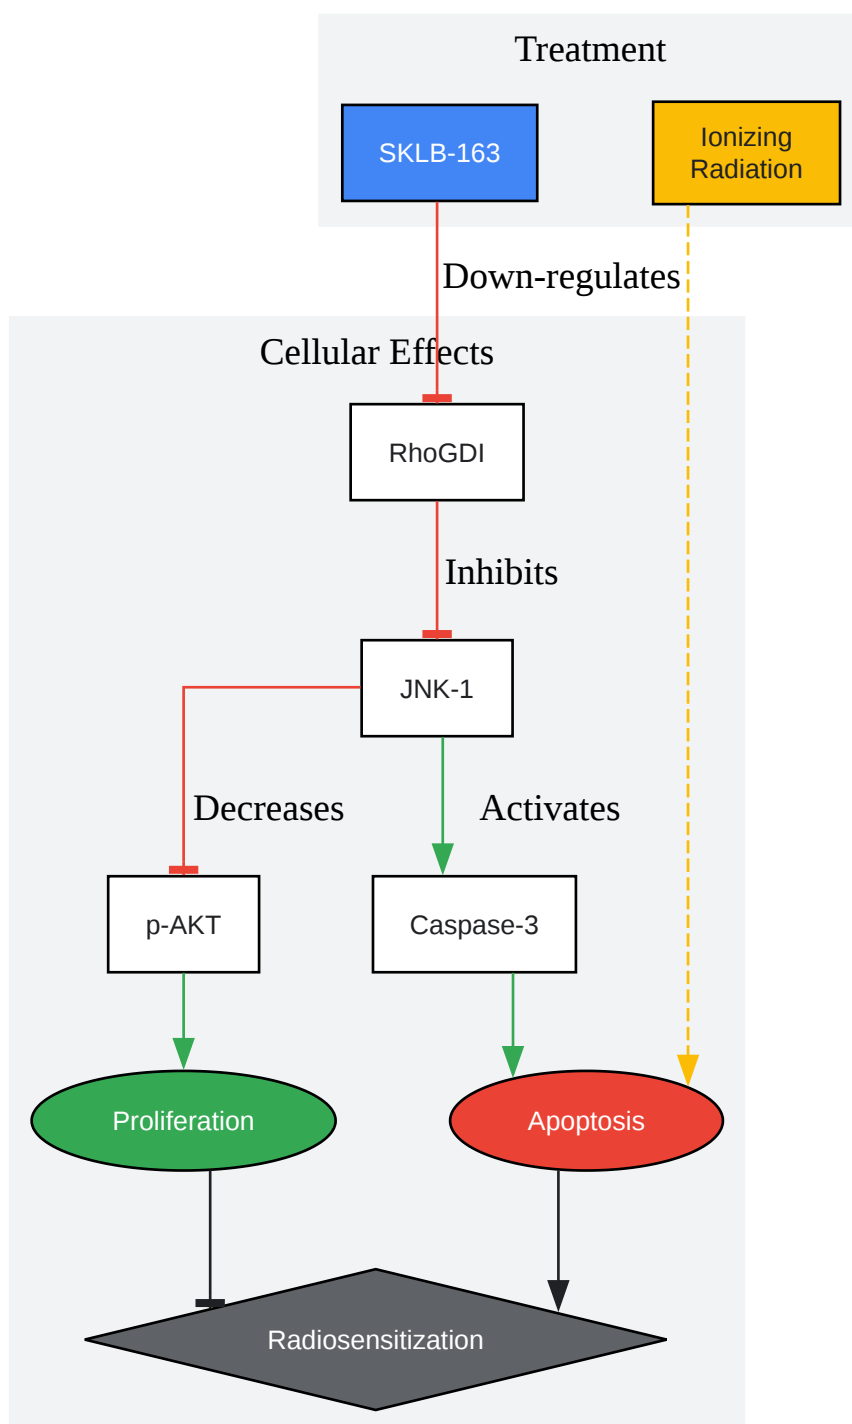 Treatment
SKLB-163
Ionizing
Radiation
Down-regulates
Cellular Effects
RhoGDI
Inhibits
JNK-1
Decreases
Activates
p-AKT
Caspase-3
Proliferation
Apoptosis
Radiosensitization